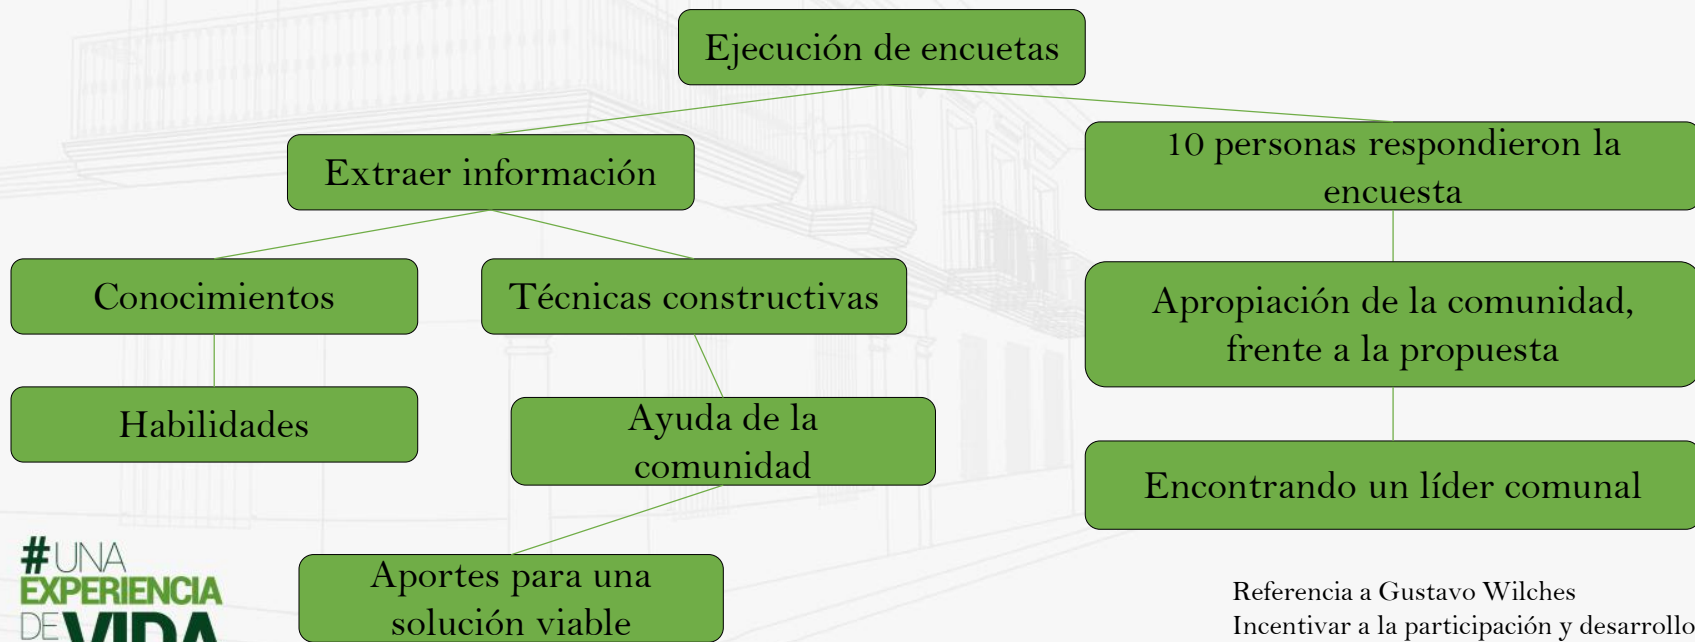 Ejecución de encuetas
Extraer información
10 personas respondieron la
encuesta
Conocimientos
Técnicas constructivas
Apropiación de la comunidad,
frente a la propuesta
Habilidades
Ayuda de la
comunidad
Encontrando un líder comunal
Aportes para una
solución viable
#UNA
EXPERIENCIA
DE VIDA
Referencia a Gustavo Wilches
Incentivar a la participación y desarrollo